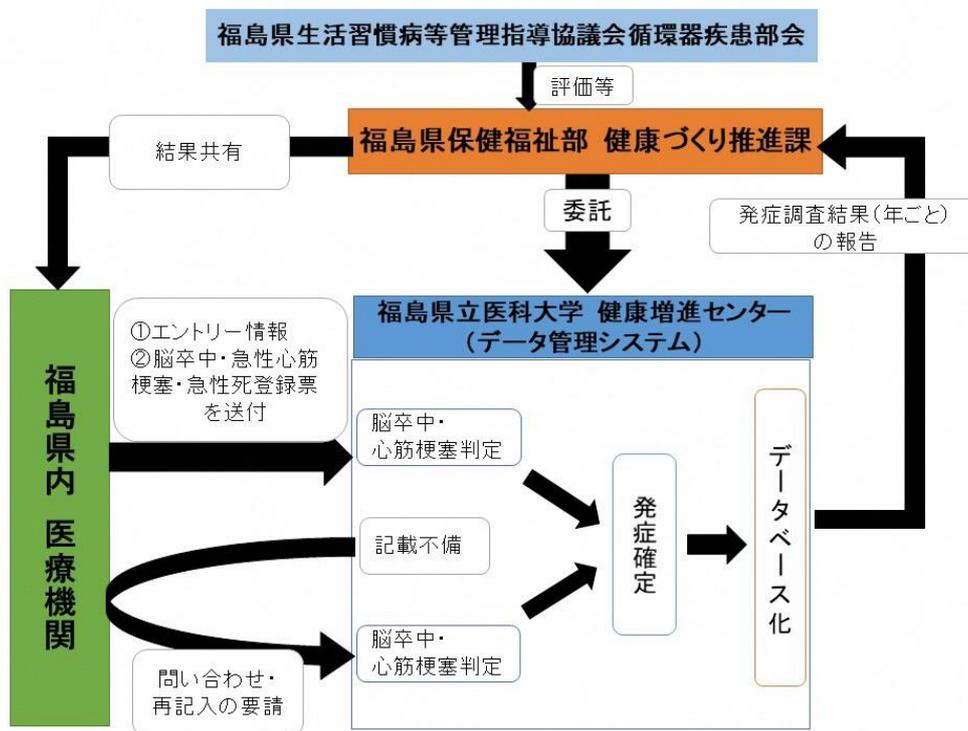 福島県生活習慣病等管理指導協議会循環器疾患部会
評価等
福島県保健福祉部 健康づくり推進課
結果共有
委託
発症調査結果(年ごと)
の報告
福島県立医科大学 健康増進センター
(データ管理システム)
①エントリー情報
②脳卒中・急性心筋
梗塞・急性死登録票
を送付
福島県内 医療機関
脳卒中・
心筋梗塞判定
記載不備
脳卒中・
心筋梗塞判定
発症確定
データベース化
問い合わせ・
再記入の要請